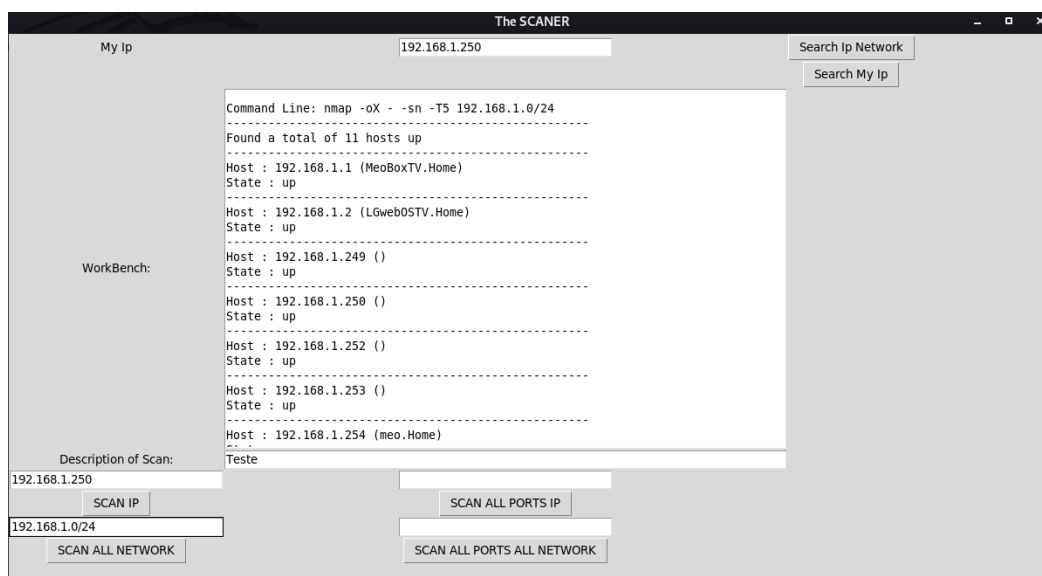 The SCANER
My Ip
192.168.1.250
Search Ip Network
Search My Ip
Command Line: nmap -oX - -sn -T5 192.168.1.0/24
-----------------------------------------------------
Found a total of 11 hosts up
-----------------------------------------------------
Host : 192.168.1.1 (MeoBoxTV.Home)
State : up
-----------------------------------------------------
Host : 192.168.1.2 (LGwebOSTV.Home)
State : up
-----------------------------------------------------
Host : 192.168.1.249 ()
State : up
-----------------------------------------------------
WorkBench:
Host : 192.168.1.250 ()
State : up
-----------------------------------------------------
Host : 192.168.1.252 ()
State : up
-----------------------------------------------------
Host : 192.168.1.253 ()
State : up
-----------------------------------------------------
Host : 192.168.1.254 (meo.Home)
Description of Scan:
Teste
192.168.1.250
SCAN IP
SCAN ALL PORTS IP
192.168.1.0/24
SCAN ALL NETWORK
SCAN ALL PORTS ALL NETWORK